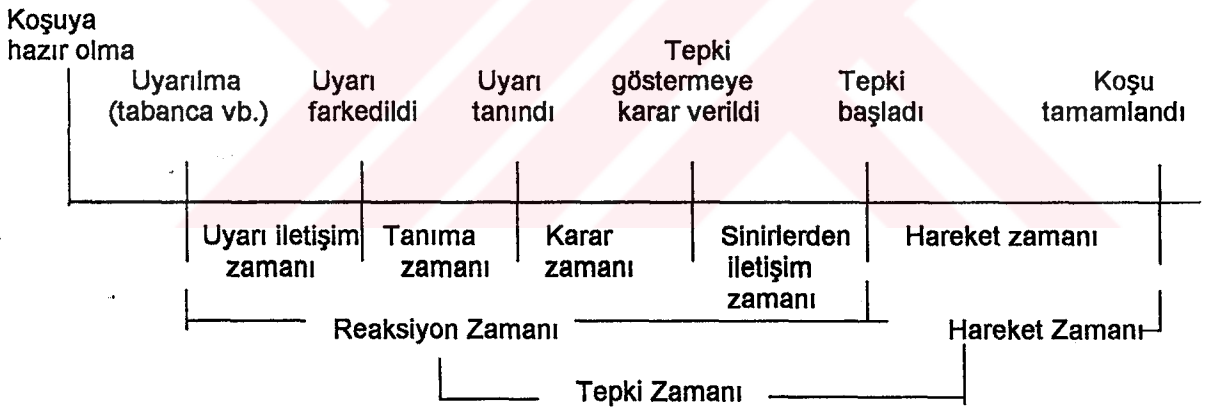 Koşuya
hazır olma
Uyarılma
(tabanca vb.)
Uyarı
farkedildi
Uyarı
tanındı
Tepki
göstermeye
karar verildi
Tepki
başladı
Koşu
tamamlandı
Uyarı iletişim
zamanı
Tanıma
zamanı
Karar
zamanı
Sinirlerden
iletişim
zamanı
Hareket zamanı
Reaksiyon Zamanı
Hareket Zamanı
Tepki Zamanı